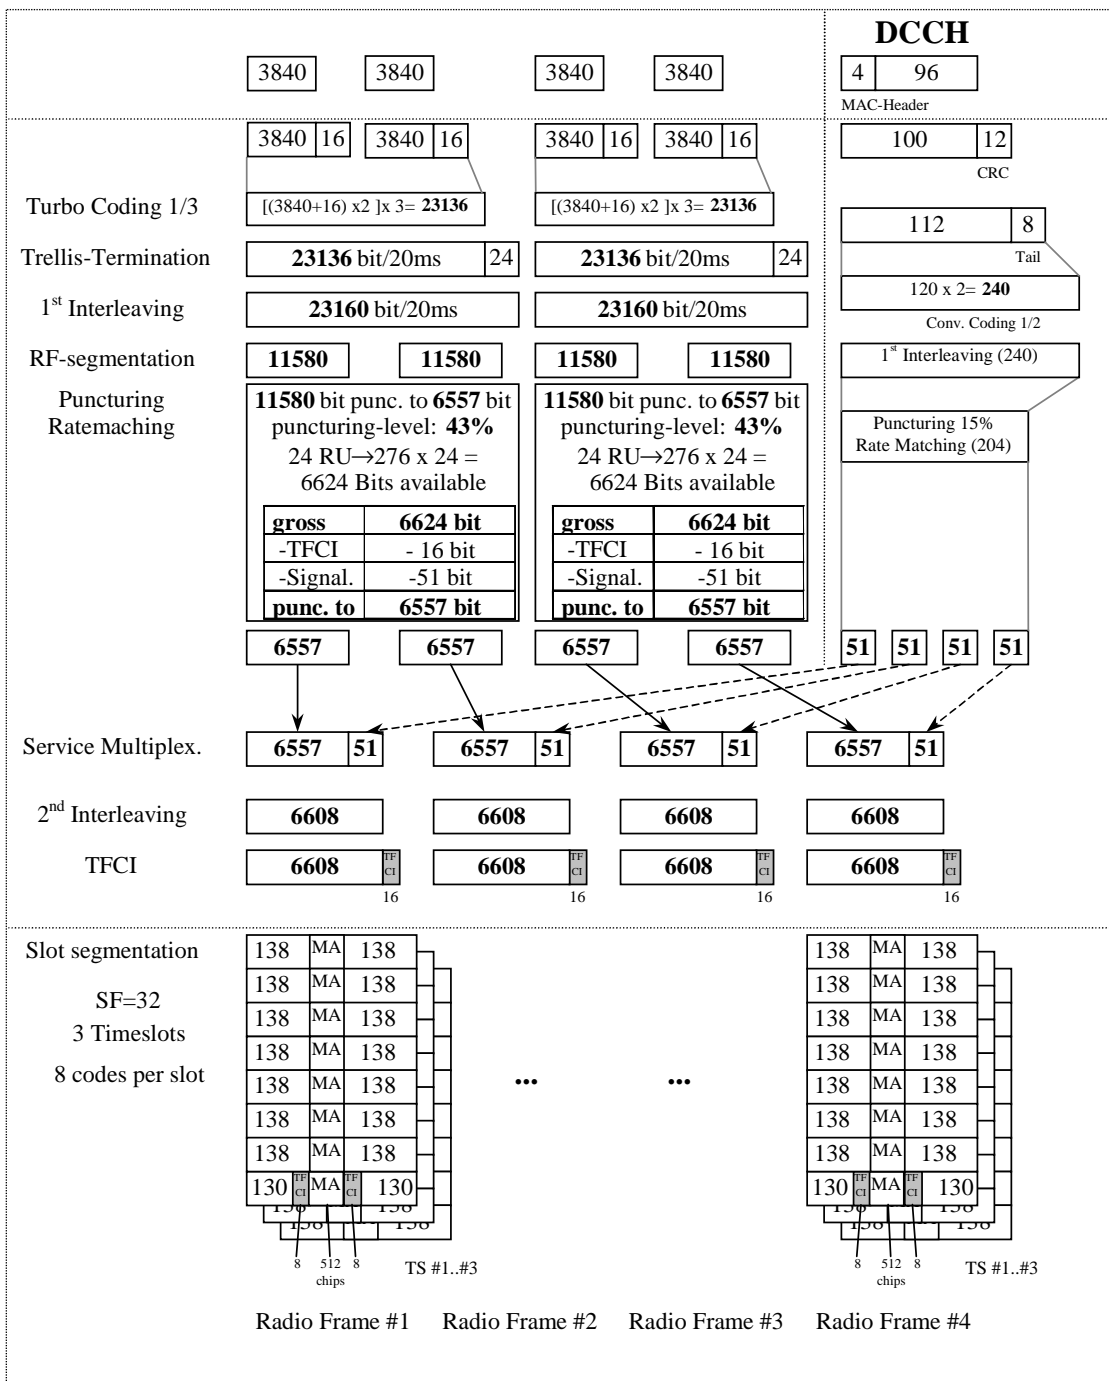 DCCH
3840 3840 3840 3840 4 96
MAC-Header
3840 16 3840 16 3840 16 3840 16 100 12
CRC
Turbo Coding 1/3 [(3840+16) x2 ]x 3= 23136 [(3840+16) x2 ]x 3= 23136
112 8
Tail
Trellis-Termination 23136 bit/20ms 24 23136 bit/20ms 24
120 x 2= 240
Conv. Coding 1/2
1st Interleaving 23160 bit/20ms 23160 bit/20ms
RF-segmentation 11580 11580 11580 11580 1st Interleaving (240)
Puncturing 11580 bit punc. to 6557 bit 11580 bit punc. to 6557 bit
Ratemaching puncturing-level: 43% puncturing-level: 43% Puncturing 15%
Rate Matching (204)
24 RU→276 x 24 = 24 RU→276 x 24 =
6624 Bits available 6624 Bits available
gross 6624 bit gross 6624 bit
-TFCI - 16 bit -TFCI - 16 bit
-Signal. -51 bit -Signal. -51 bit
punc. to 6557 bit punc. to 6557 bit
6557 6557 6557 6557 51 51 51 51
Service Multiplex. 6557 51 6557 51 6557 51 6557 51
2nd Interleaving 6608 6608 6608 6608
TFCI 6608 TF CI 6608 TF CI 6608 TF CI 6608 TF CI
16 16 16 16
Slot segmentation 138 MA 138 138 MA 138
SF=32 138 MA 138 138 MA 138
3 Timeslots 138 MA 138 138 MA 138
138 MA 138 138 MA 138
8 codes per slot 138 MA 138 ... ... 138 MA 138
138 MA 138 138 MA 138
138 MA 138 138 MA 138
130 TF CI MA TF CI 130 130 TF CI MA TF CI 130
138 138 138 138
138 138 138 138
8 512 chips 8 TS #1..#3 8 512 chips 8 TS #1..#3
Radio Frame #1 Radio Frame #2 Radio Frame #3 Radio Frame #4